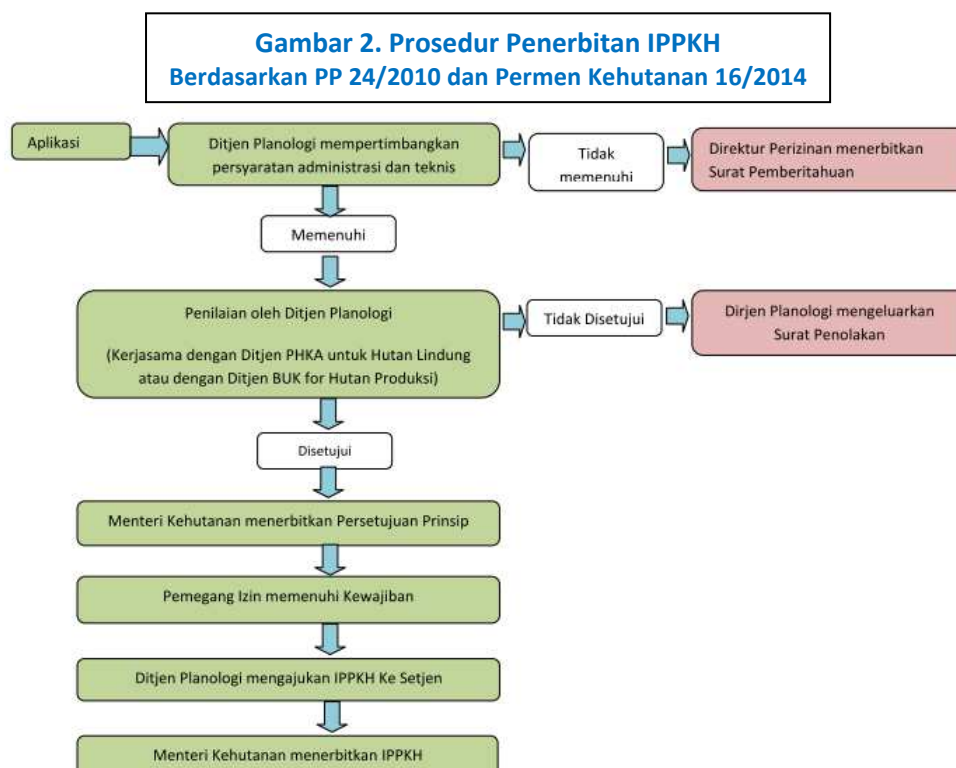 Gambar 2. Prosedur Penerbitan IPPKH
Berdasarkan PP 24/2010 dan Permen Kehutanan 16/2014
Aplikasi
Ditjen Planologi mempertimbangkan
persyaratan administrasi dan teknis
Tidak
memenuhi
Direktur Perizinan menerbitkan
Surat Pemberitahuan
Memenuhi
Penilaian oleh Ditjen Planologi
(Kerjasama dengan Ditjen PHKA untuk Hutan Lindung
atau dengan Ditjen BUK for Hutan Produksi)
Tidak Disetujui
Dirjen Planologi mengeluarkan
Surat Penolakan
Disetujui
Menteri Kehutanan menerbitkan Persetujuan Prinsip
Pemegang Izin memenuhi Kewajiban
Ditjen Planologi mengajukan IPPKH Ke Setjen
Menteri Kehutanan menerbitkan IPPKH